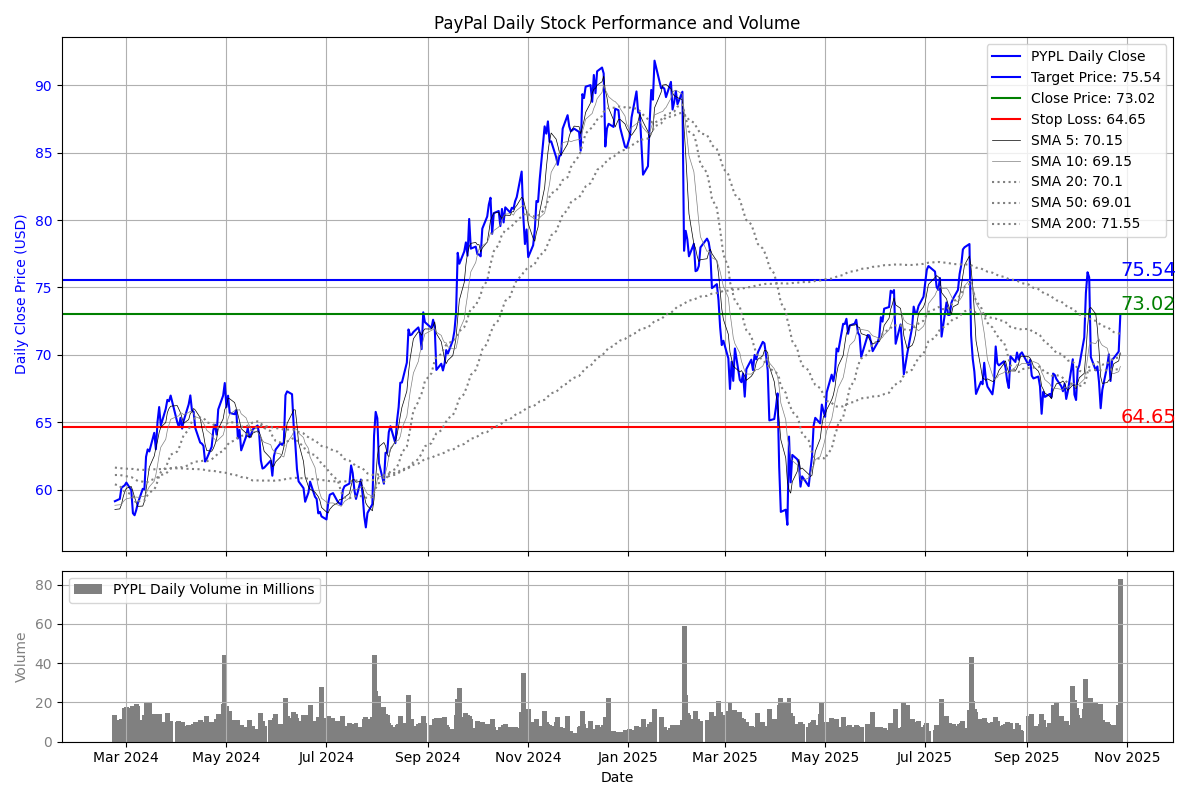 PayPal Daily Stock Performance and Volume
Daily Close Price (USD)
90
85
80
75
70
65
60
PYPL Daily Close
Target Price: 75.54
Close Price: 73.02
Stop Loss: 64.65
SMA 5: 70.15
SMA 10: 69.15
SMA 20: 70.1
SMA 50: 69.01
SMA 200: 71.55
75.54
73.02
64.65
Volume
80
60
40
20
0
PYPL Daily Volume in Millions
Mar 2024
May 2024
Jul 2024
Sep 2024
Nov 2024
Jan 2025
Mar 2025
May 2025
Jul 2025
Sep 2025
Nov 2025
Date